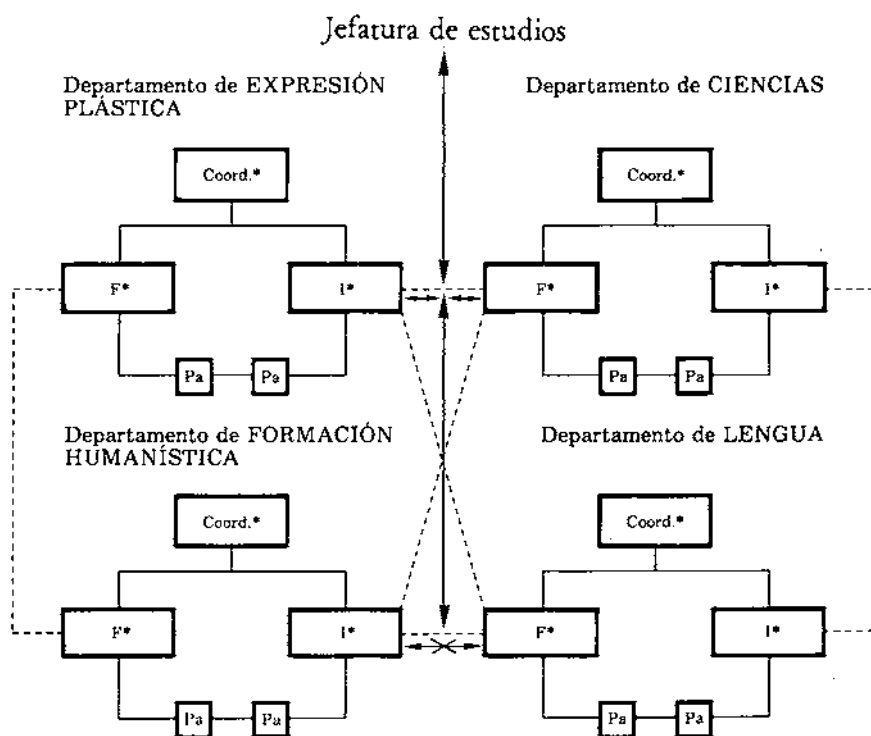 Jefatura de estudios
Departamento de EXPRESIÓN
PLÁSTICA
Departamento de CIENCIAS
Coord.*
Coord.*
F*
I*
F*
I*
Pa
Pa
Pa
Pa
Departamento de FORMACIÓN
HUMANÍSTICA
Departamento de LENGUA
Coord.*
Coord.*
F*
I*
F*
I*
Pa
Pa
Pa
Pa